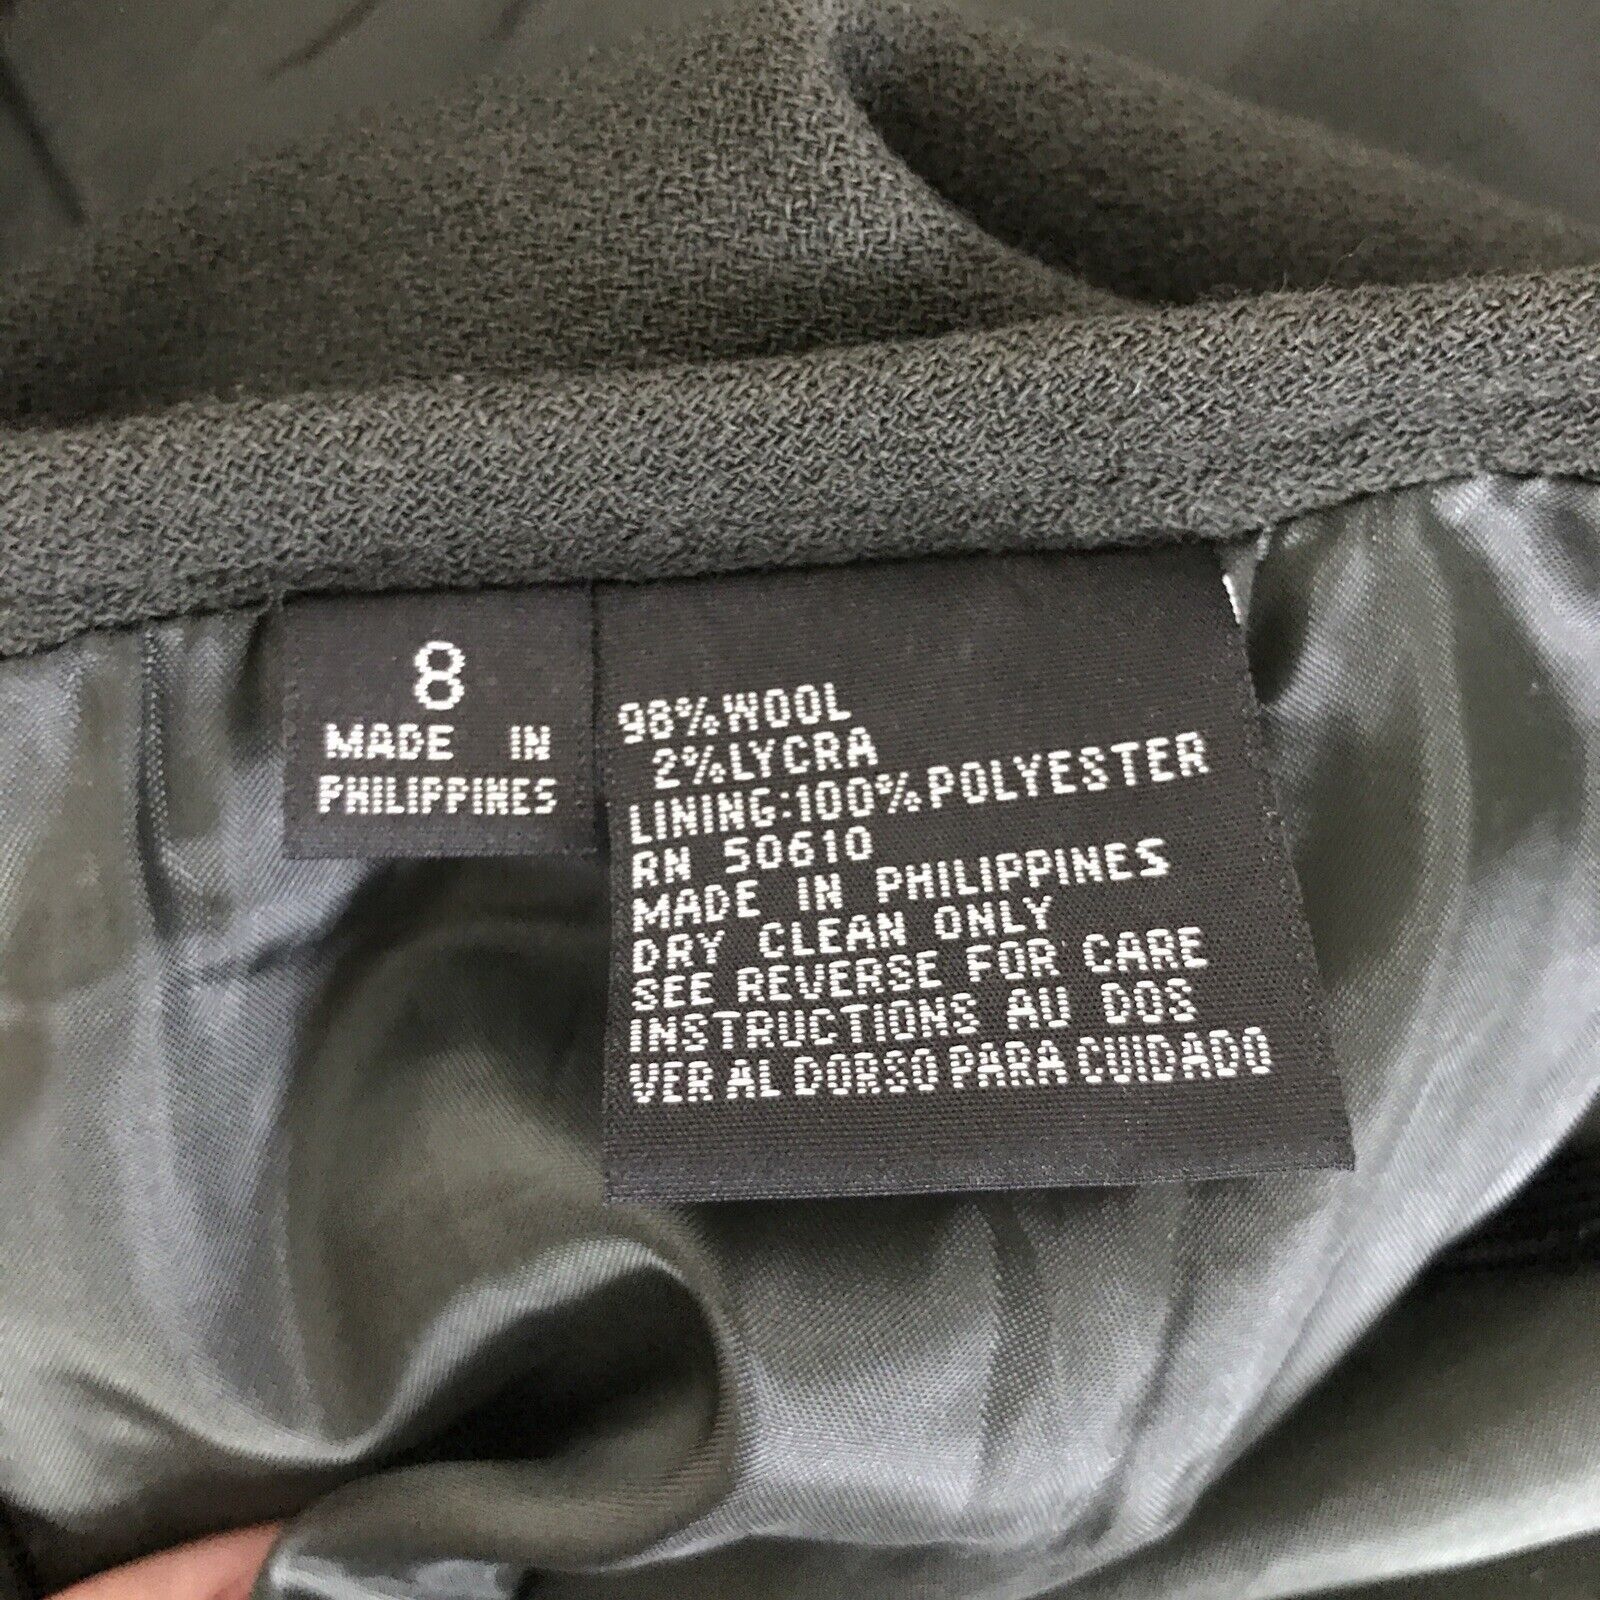 8
MADE IN
PHILIPPINES
98% WOOL
2% LYCRA
LINING:100% POLYESTER
RN 50610
MADE IN PHILIPPINES
DRY CLEAN ONLY
SEE REVERSE FOR CARE
INSTRUCTIONS AU DOS
VER AL DORSO PARA CUIDADO